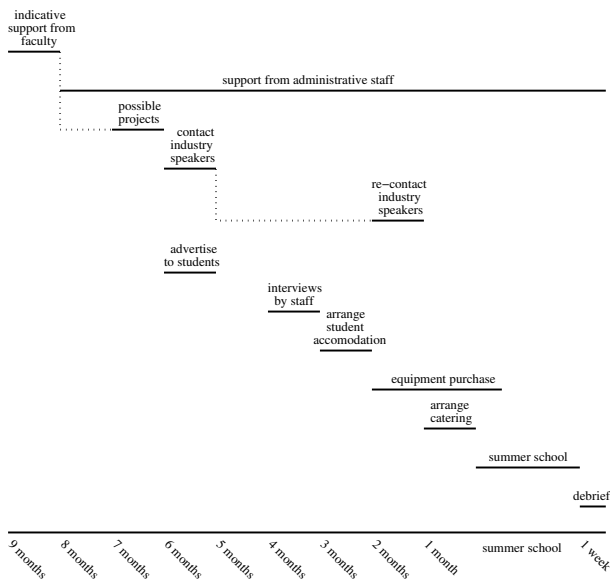 indicative
support from
faculty
support from administrative staff
possible
projects
contact
industry
speakers
re−contact
industry
speakers
advertise
to students
interviews
by staff
arrange
student
accomodation
equipment purchase
arrange
catering
summer school
debrief
9 months
8 months
7 months
6 months
5 months
4 months
3 months
2 months
1 month
summer school
1 week